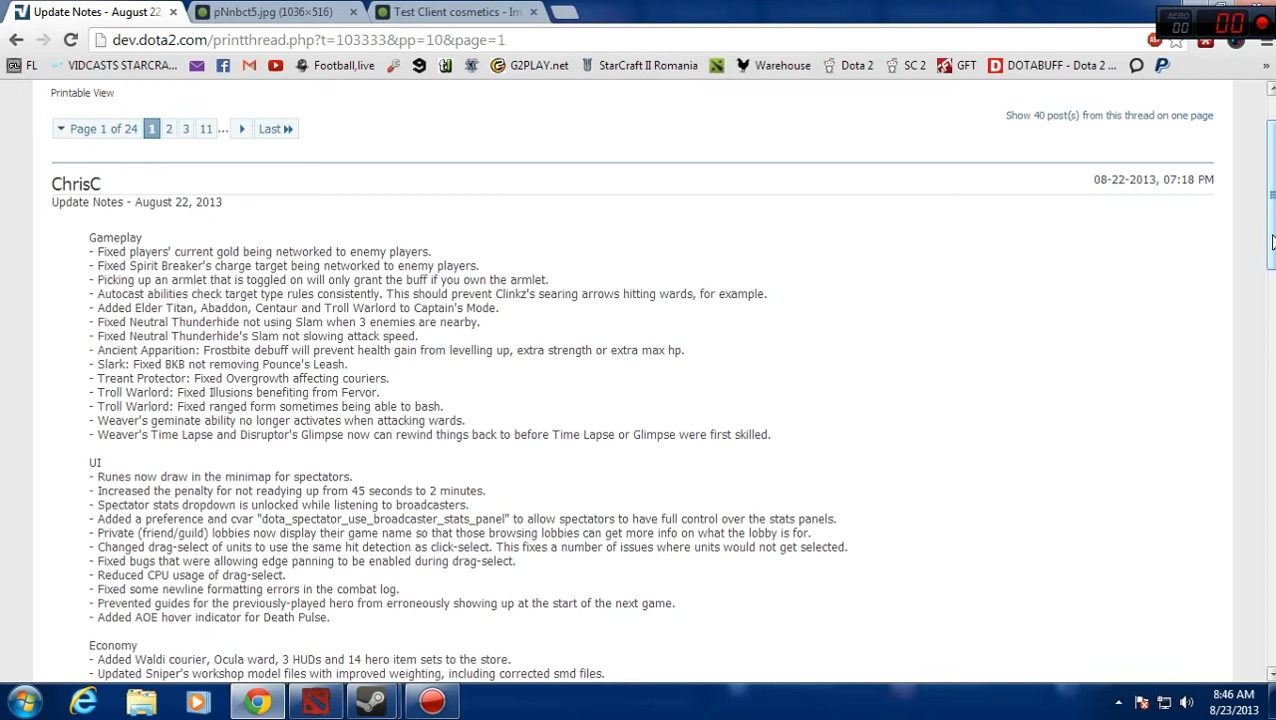 Update Notes - August 22
pNnbct5.jpg (1036×516)
Test Client cosmetics - Im
AERO
00
00
dev.dota2.com/printthread.php?t=103333&pp=10&page=1
FL
VIDCASTS STARCRA...
Football,live
G2PLAY.net
StarCraft II Romania
Warehouse
Dota 2
SC 2
GFT
DOTABUFF - Dota 2 ...
»
Printable View
Show 40 post(s) from this thread on one page
Page 1 of 24
1
2
3
11
...
Last
ChrisC
08-22-2013, 07:18 PM
Update Notes - August 22, 2013
Gameplay
- Fixed players' current gold being networked to enemy players.
- Fixed Spirit Breaker's charge target being networked to enemy players.
- Picking up an armlet that is toggled on will only grant the buff if you own the armlet.
- Autocast abilities check target type rules consistently. This should prevent Clinkz's searing arrows hitting wards, for example.
- Added Elder Titan, Abaddon, Centaur and Troll Warlord to Captain's Mode.
- Fixed Neutral Thunderhide not using Slam when 3 enemies are nearby.
- Fixed Neutral Thunderhide's Slam not slowing attack speed.
- Ancient Apparition: Frostbite debuff will prevent health gain from levelling up, extra strength or extra max hp.
- Slark: Fixed BKB not removing Pounce's Leash.
- Treant Protector: Fixed Overgrowth affecting couriers.
- Troll Warlord: Fixed Illusions benefiting from Fervor.
- Troll Warlord: Fixed ranged form sometimes being able to bash.
- Weaver's geminate ability no longer activates when attacking wards.
- Weaver's Time Lapse and Disruptor's Glimpse now can rewind things back to before Time Lapse or Glimpse were first skilled.
UI
- Runes now draw in the minimap for spectators.
- Increased the penalty for not readying up from 45 seconds to 2 minutes.
- Spectator stats dropdown is unlocked while listening to broadcasters.
- Added a preference and cvar "dota_spectator_use_broadcaster_stats_panel" to allow spectators to have full control over the stats panels.
- Private (friend/guild) lobbies now display their game name so that those browsing lobbies can get more info on what the lobby is for.
- Changed drag-select of units to use the same hit detection as click-select. This fixes a number of issues where units would not get selected.
- Fixed bugs that were allowing edge panning to be enabled during drag-select.
- Reduced CPU usage of drag-select.
- Fixed some newline formatting errors in the combat log.
- Prevented guides for the previously-played hero from erroneously showing up at the start of the next game.
- Added AOE hover indicator for Death Pulse.
Economy
- Added Waldi courier, Ocula ward, 3 HUDs and 14 hero item sets to the store.
- Updated Sniper's workshop model files with improved weighting, including corrected smd files.
8:46 AM
8/23/2013